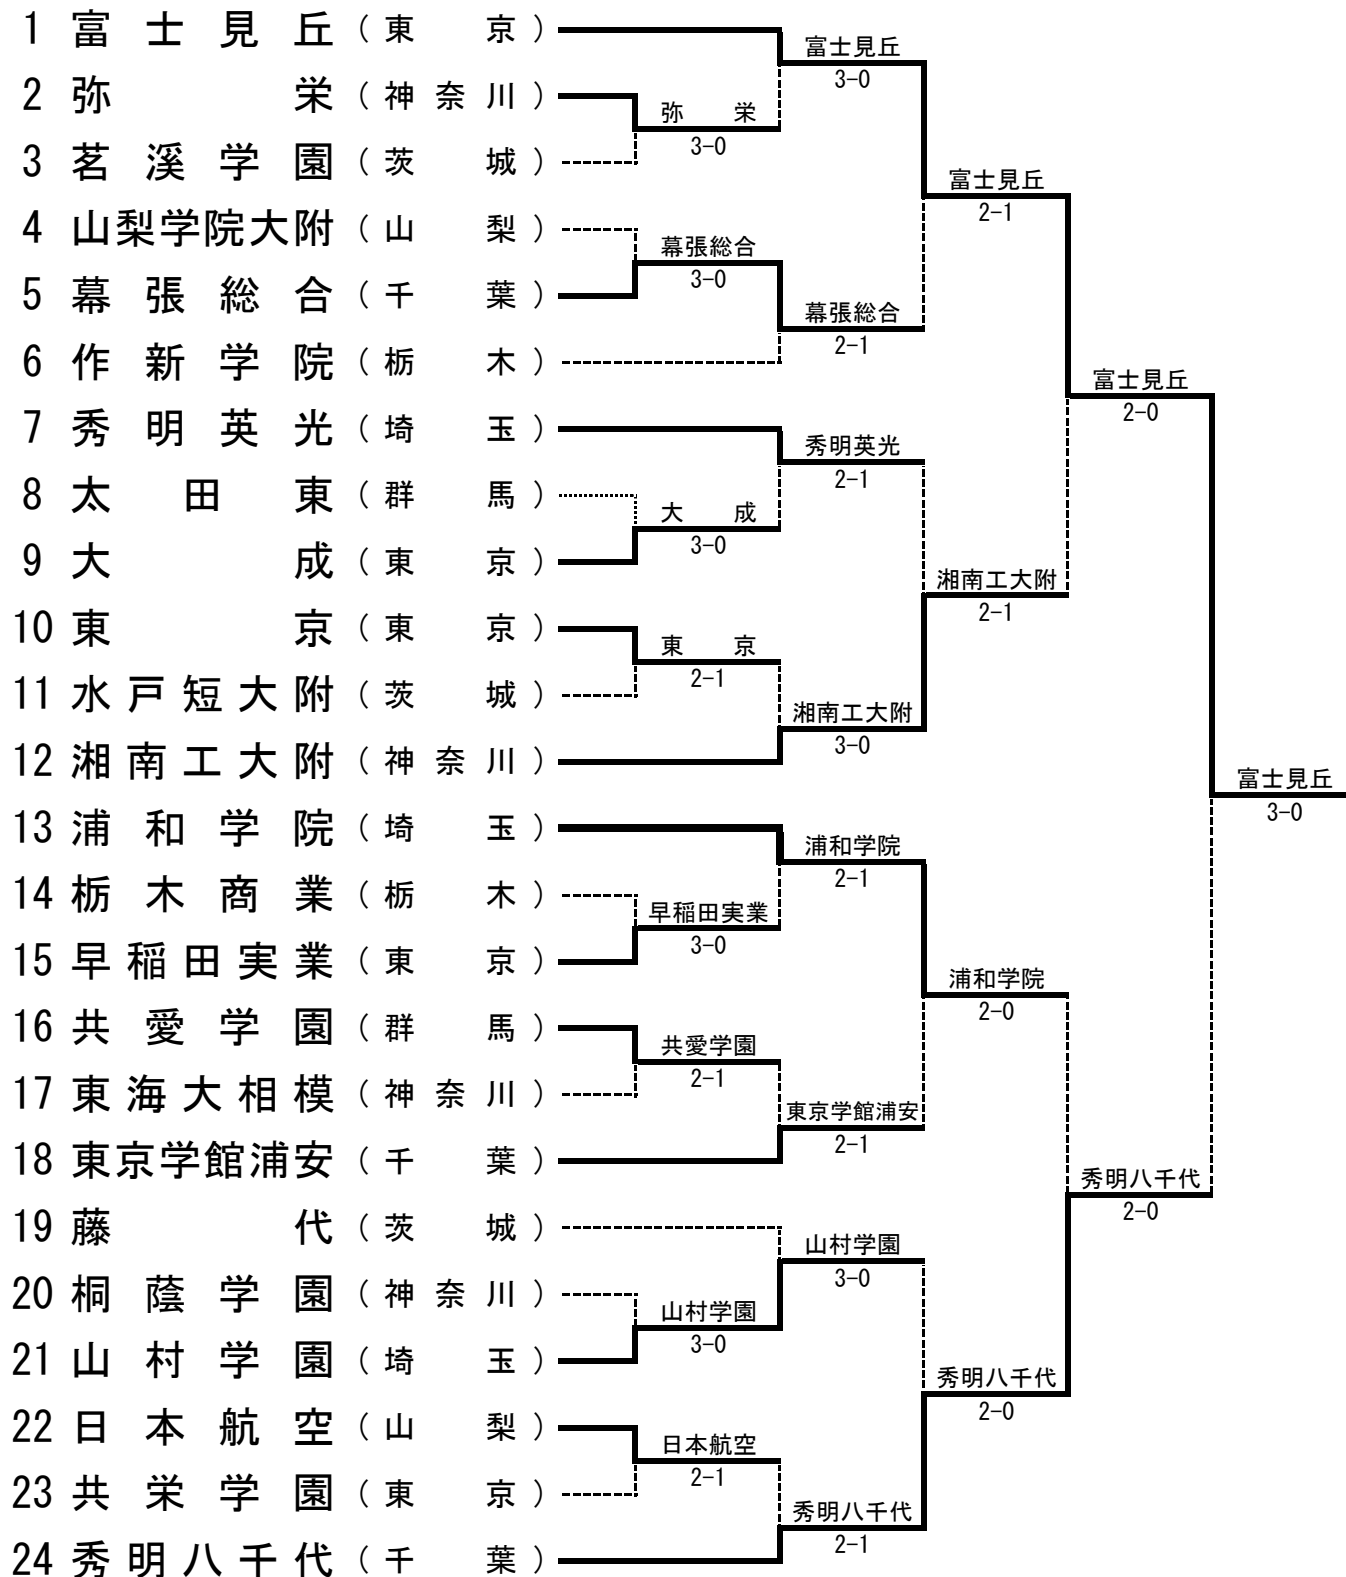 1 富士見丘 (東京)
富士見丘
3-0
2 弥栄 (神奈川)
弥栄
3-0
3 茗溪学園 (茨城)
富士見丘
2-1
4 山梨学院大附 (山梨)
幕張総合
3-0
5 幕張総合 (千葉)
幕張総合
2-1
6 作新学院 (栃木)
富士見丘
2-0
7 秀明英光 (埼玉)
秀明英光
2-1
8 太田東 (群馬)
大成
3-0
9 大成 (東京)
湘南工大附
2-1
10 東京 (東京)
東京
2-1
11 水戸短大附 (茨城)
湘南工大附
3-0
12 湘南工大附 (神奈川)
富士見丘
3-0
13 浦和学院 (埼玉)
浦和学院
2-1
14 栃木商業 (栃木)
早稲田実業
3-0
15 早稲田実業 (東京)
浦和学院
2-0
16 共愛学園 (群馬)
共愛学園
2-1
17 東海大相模 (神奈川)
東京学館浦安
2-1
18 東京学館浦安 (千葉)
秀明八千代
2-0
19 藤代 (茨城)
山村学園
3-0
20 桐蔭学園 (神奈川)
山村学園
3-0
21 山村学園 (埼玉)
秀明八千代
2-0
22 日本航空 (山梨)
日本航空
2-1
23 共栄学園 (東京)
秀明八千代
2-1
24 秀明八千代 (千葉)